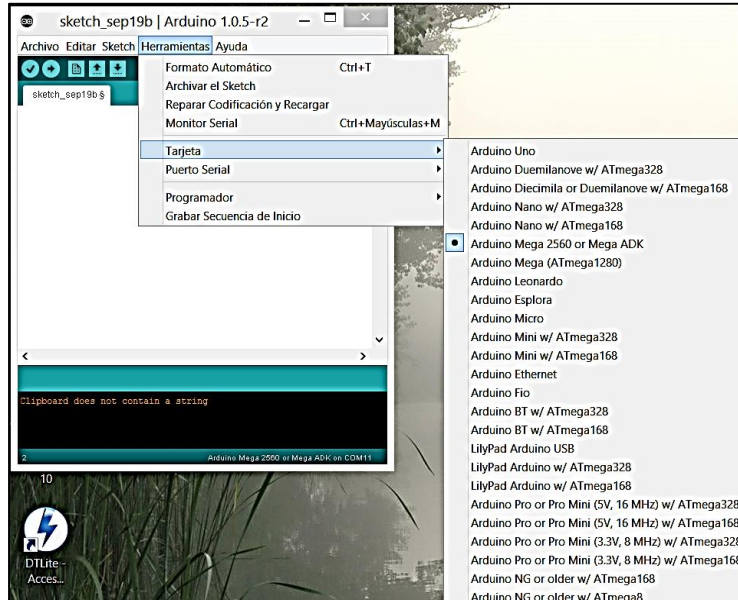 sketch_sep19b | Arduino 1.0.5-r2
Archivo Editar Sketch Herramientas Ayuda
sketch_sep19b §
Formato Automático Ctrl+T
Archivar el Sketch
Reparar Codificación y Recargar
Monitor Serial Ctrl+Mayúsculas+M
Tarjeta
Puerto Serial
Programador
Grabar Secuencia de Inicio
Arduino Uno
Arduino Duemilanove w/ ATmega328
Arduino Diecimila or Duemilanove w/ ATmega168
Arduino Nano w/ ATmega328
Arduino Nano w/ ATmega168
Arduino Mega 2560 or Mega ADK
Arduino Mega (ATmega1280)
Arduino Leonardo
Arduino Esplora
Arduino Micro
Arduino Mini w/ ATmega328
Arduino Mini w/ ATmega168
Arduino Ethernet
Arduino Fio
Arduino BT w/ ATmega328
Arduino BT w/ ATmega168
LilyPad Arduino USB
LilyPad Arduino w/ ATmega328
LilyPad Arduino w/ ATmega168
Arduino Pro or Pro Mini (5V, 16 MHz) w/ ATmega328
Arduino Pro or Pro Mini (5V, 16 MHz) w/ ATmega168
Arduino Pro or Pro Mini (3.3V, 8 MHz) w/ ATmega328
Arduino Pro or Pro Mini (3.3V, 8 MHz) w/ ATmega168
Arduino NG or older w/ ATmega168
Arduino NG or older w/ ATmega8
Clipboard does not contain a string
2 Arduino Mega 2560 or Mega ADK on COM11
10
DTLite -
Acces...